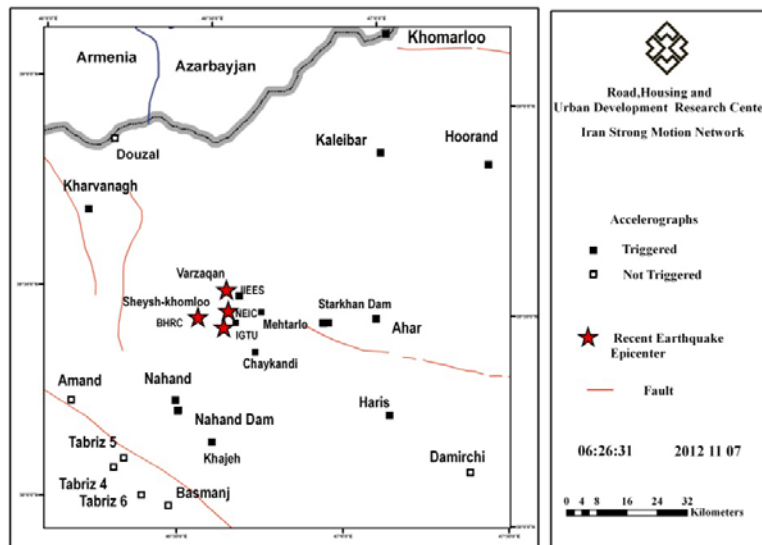 Armenia
Azarbayjan
Khomarloo
Douzal
Kaleibar
Hoorand
Kharvanagh
Varzaqan
IIEES
Sheysh-khomloo
NEIC
BHRC
IGTU
Mehtarlo
Starkhan Dam
Ahar
Chaykandi
Amand
Nahand
Nahand Dam
Haris
Khajeh
Tabriz 5
Tabriz 4
Tabriz 6
Basmanj
Damirchi
Road,Housing and
Urban Development Research Center
Iran Strong Motion Network
Accelerographs
Triggered
Not Triggered
Recent Earthquake
Epicenter
Fault
06:26:31 2012 11 07
0 4 8 16 24 32
Kilometers